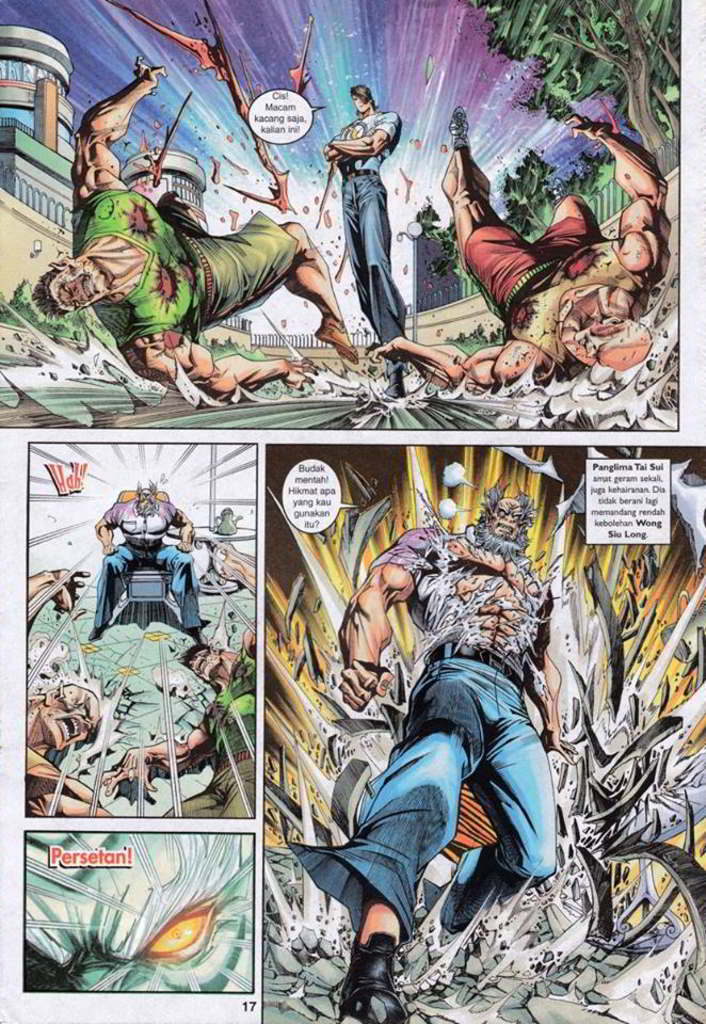 Cis!
Macam
kacang saja,
kalian ini!
Hah!
Budak
mentah!
Hikmat apa
yang kau
gunakan
itu?
Panglima Tai Sui
amat geram sekali,
juga kehairanan. Dia
tidak berani lagi
memandang rendah
kebolehan Wong
Siu Long.
Persetan!
17